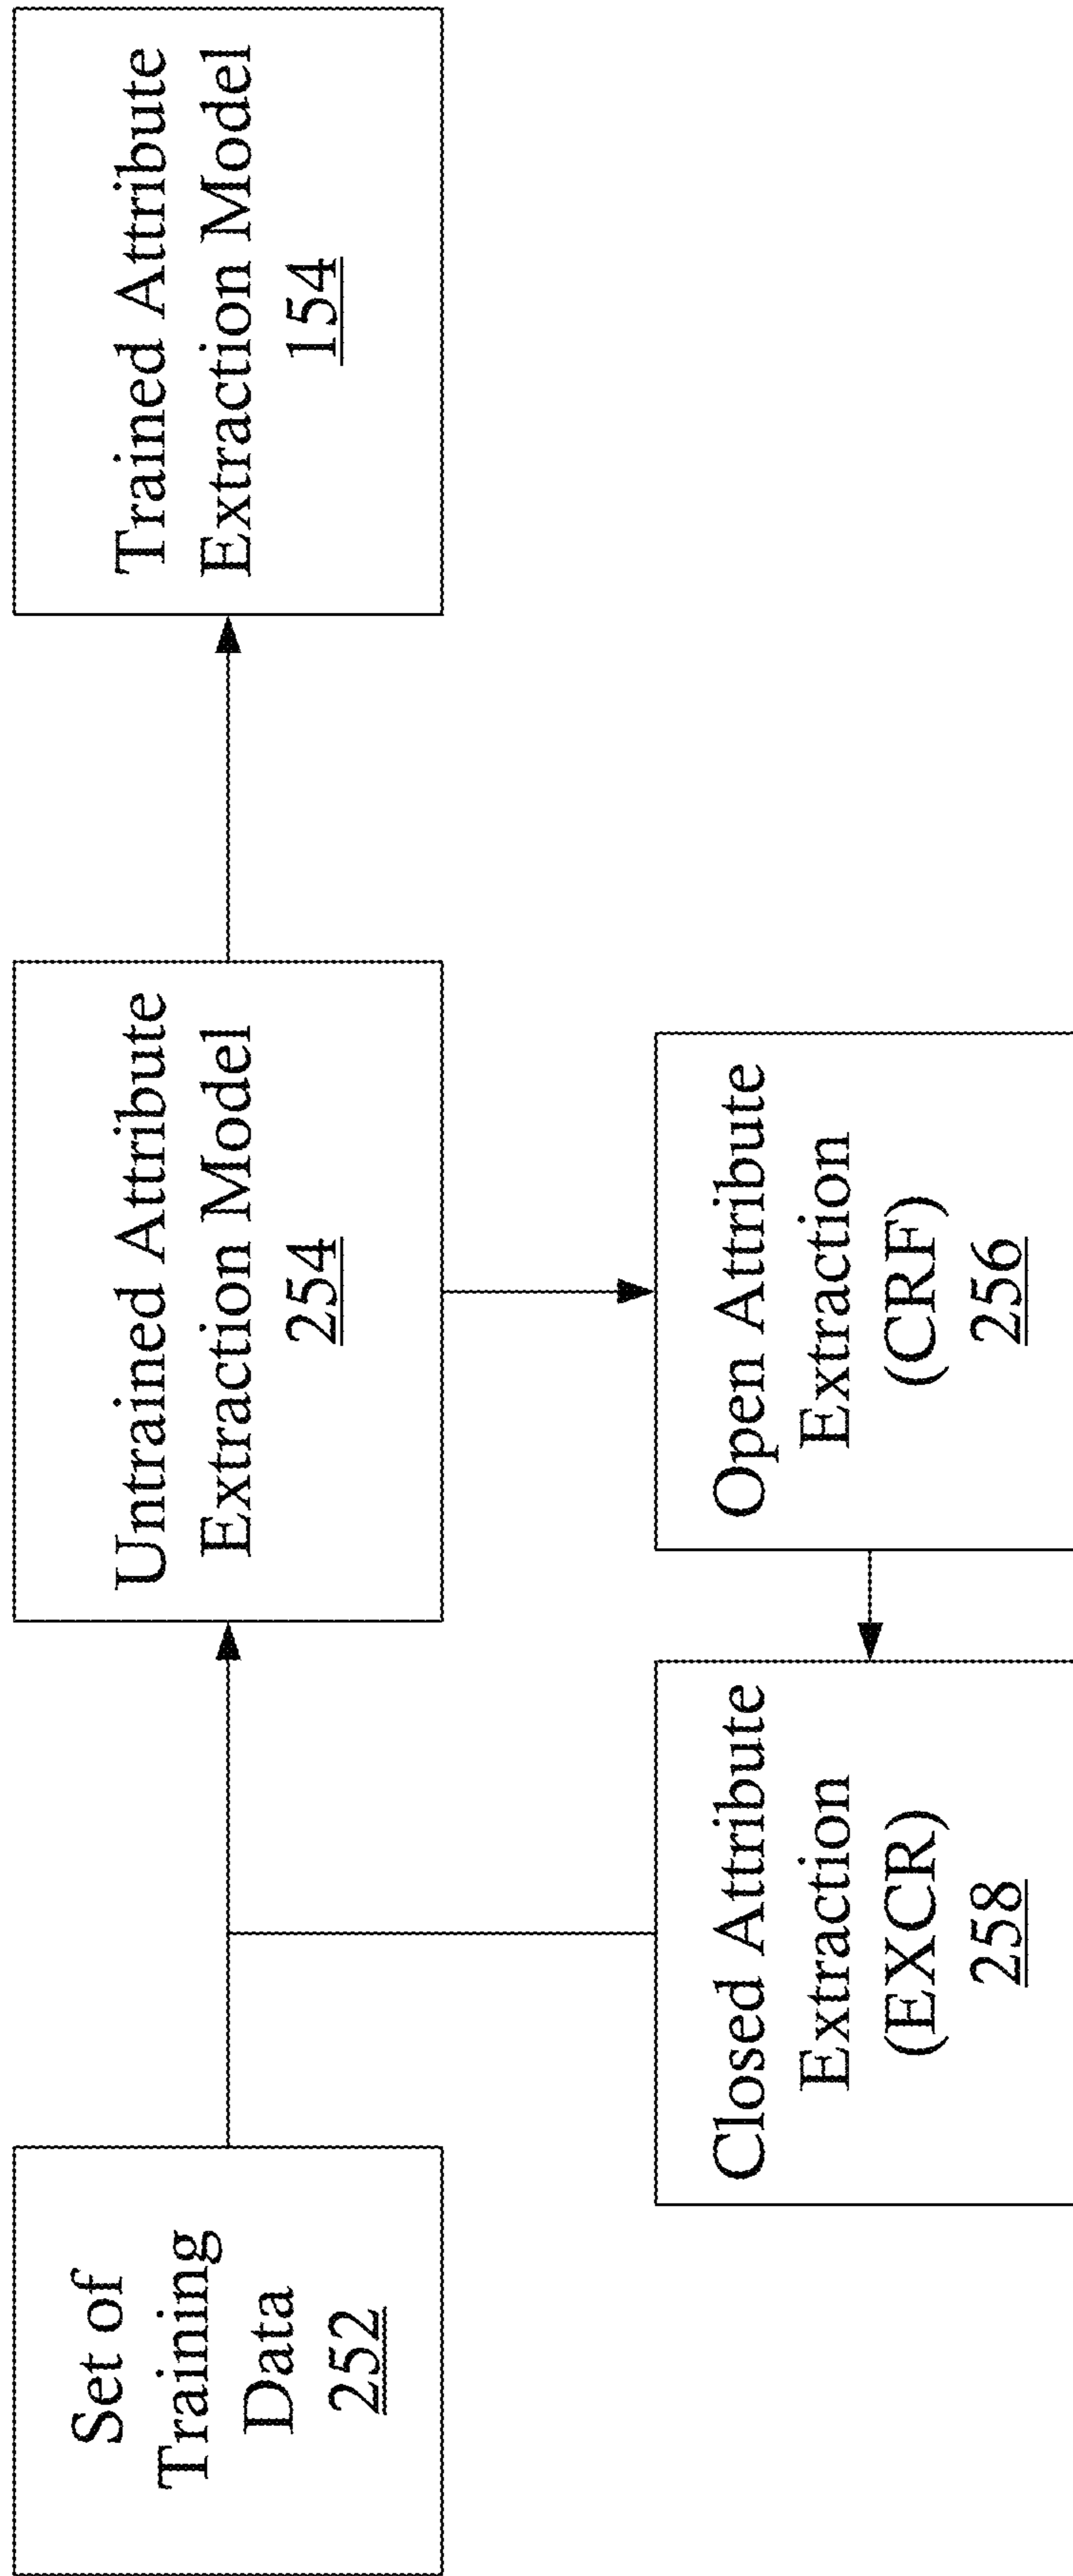 Set of
Training
Data
252
Untrained Attribute
Extraction Model
254
Trained Attribute
Extraction Model
154
Closed Attribute
Extraction
(EXCR)
258
Open Attribute
Extraction
(CRF)
256